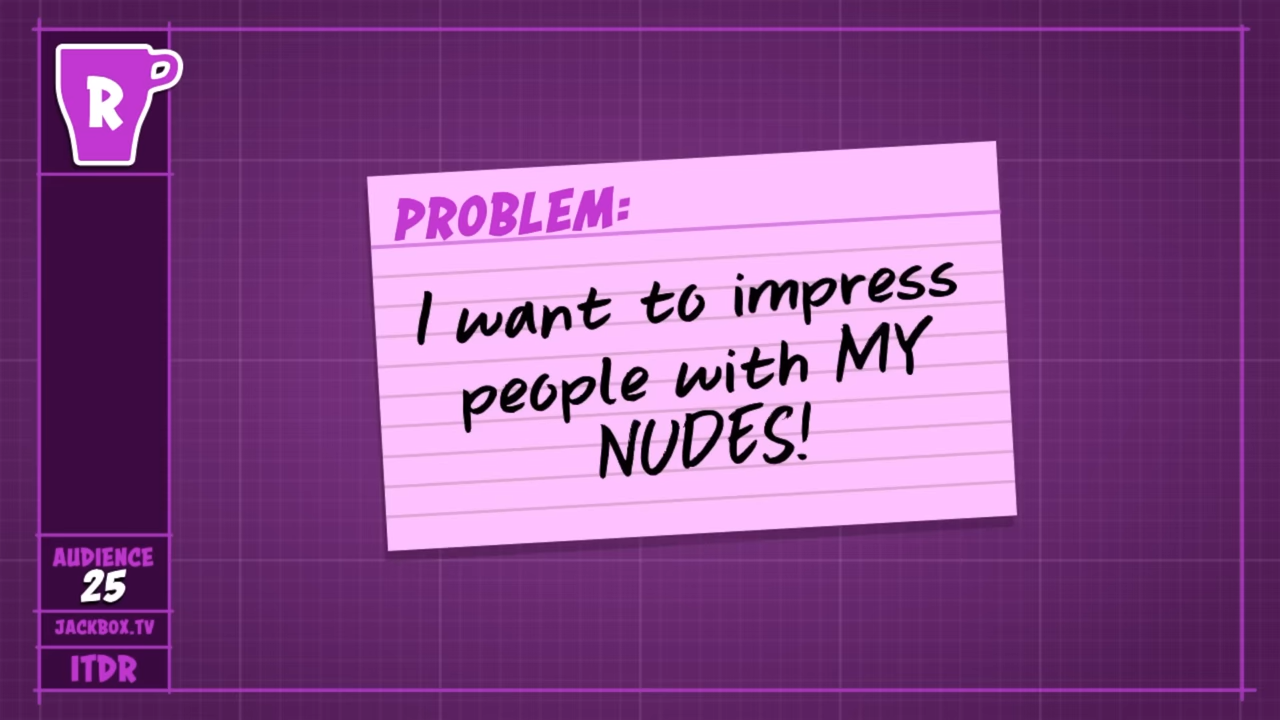 R
PROBLEM:
I want to impress
people with MY
NUDES!
AUDIENCE
25
JACKBOX.TV
ITDR